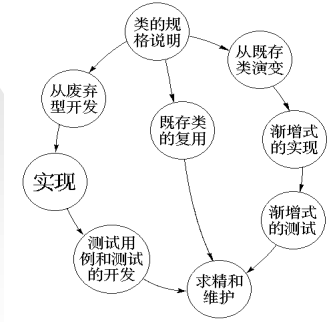 类的规
格说明
从既存
类演变
从废弃
型开发
既存类
的复用
渐增式
的实现
实现
渐增式
的测试
测试用
例和测试
的开发
求精和
维护